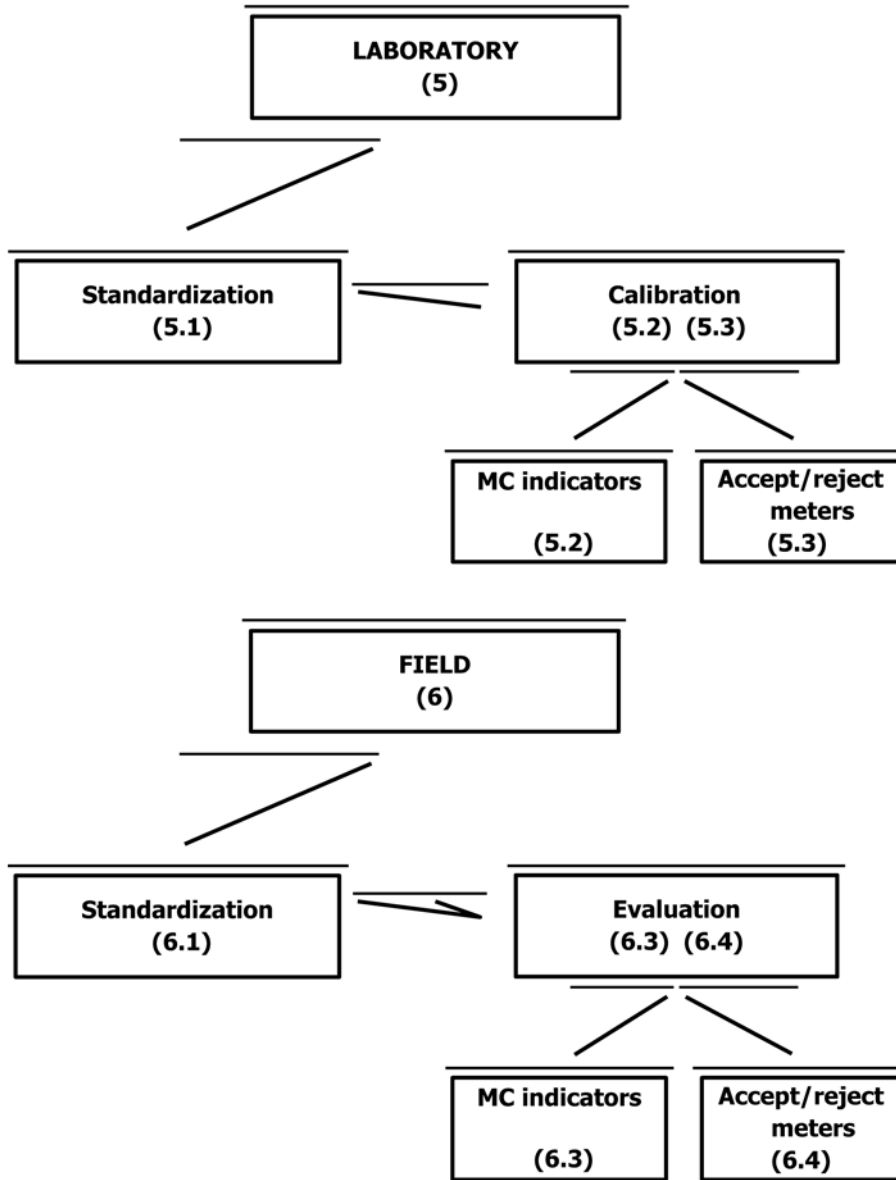 LABORATORY
(5)
Standardization
(5.1)
Calibration
(5.2) (5.3)
MC indicators
(5.2)
Accept/reject
meters
(5.3)
FIELD
(6)
Standardization
(6.1)
Evaluation
(6.3) (6.4)
MC indicators
(6.3)
Accept/reject
meters
(6.4)